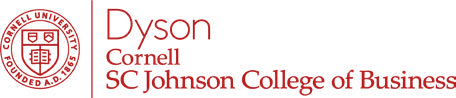 CORNELL UNIVERSITY
FOUNDED A.D. 1865
Dyson
Cornell
SC Johnson College of Business